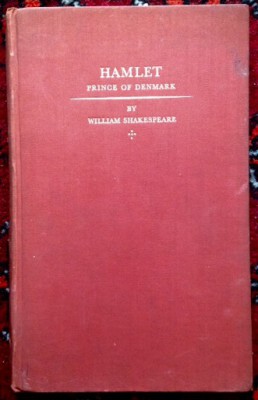 HAMLET
PRINCE OF DENMARK
BY
WILLIAM SHAKESPEARE